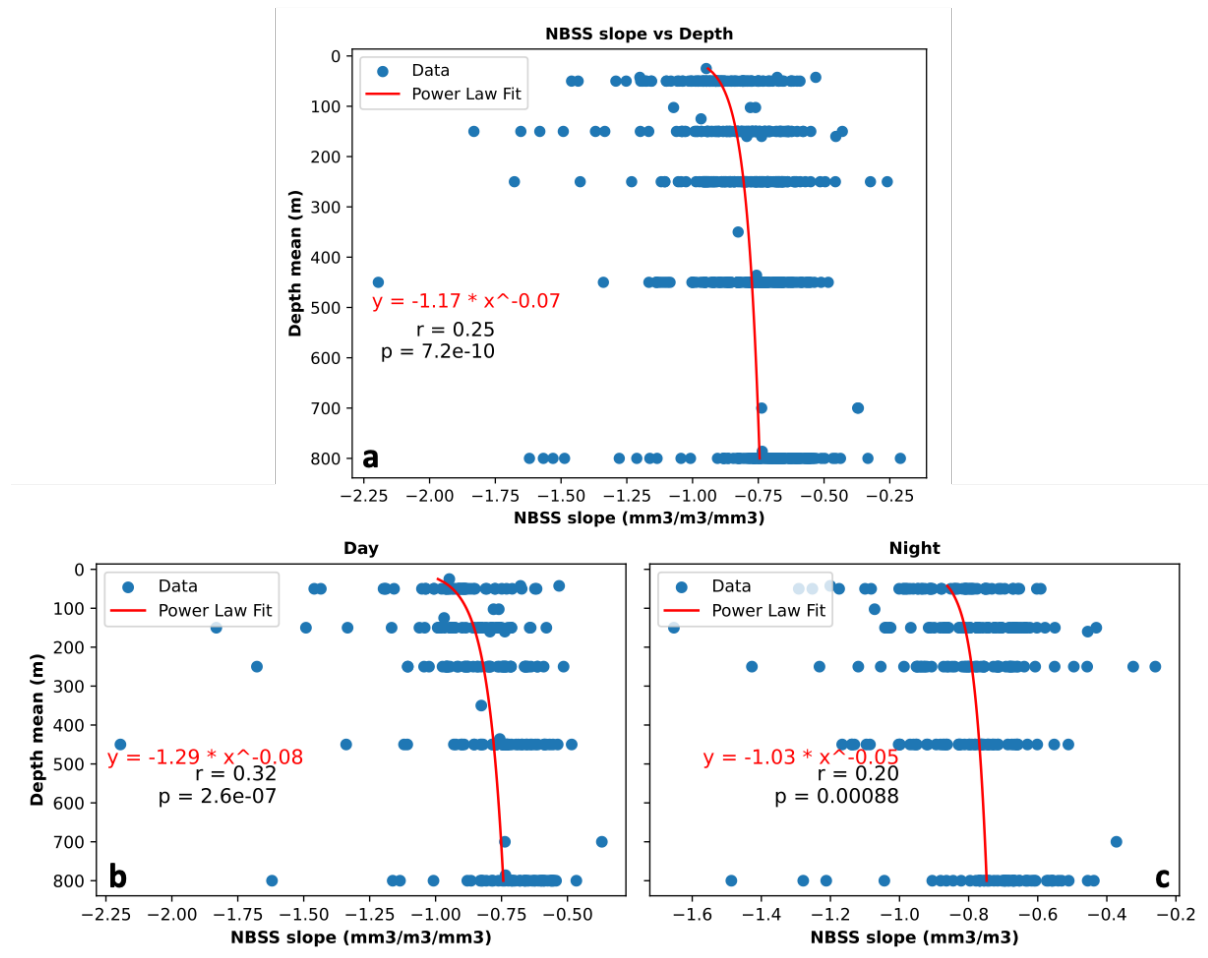 NBSS slope vs Depth
Data
Power Law Fit
0
100
200
300
400
500
600
700
800
Depth mean (m)
y = -1.17 * x^-0.07
r = 0.25
p = 7.2e-10
a
−2.25 −2.00 −1.75 −1.50 −1.25 −1.00 −0.75 −0.50 −0.25
NBSS slope (mm3/m3/mm3)
Day
Data
Power Law Fit
0
100
200
300
400
500
600
700
800
Depth mean (m)
y = -1.29 * x^-0.08
r = 0.32
p = 2.6e-07
b
−2.25 −2.00 −1.75 −1.50 −1.25 −1.00 −0.75 −0.50
NBSS slope (mm3/m3/mm3)
Night
Data
Power Law Fit
y = -1.03 * x^-0.05
r = 0.20
p = 0.00088
c
−1.6 −1.4 −1.2 −1.0 −0.8 −0.6 −0.4 −0.2
NBSS slope (mm3/m3)